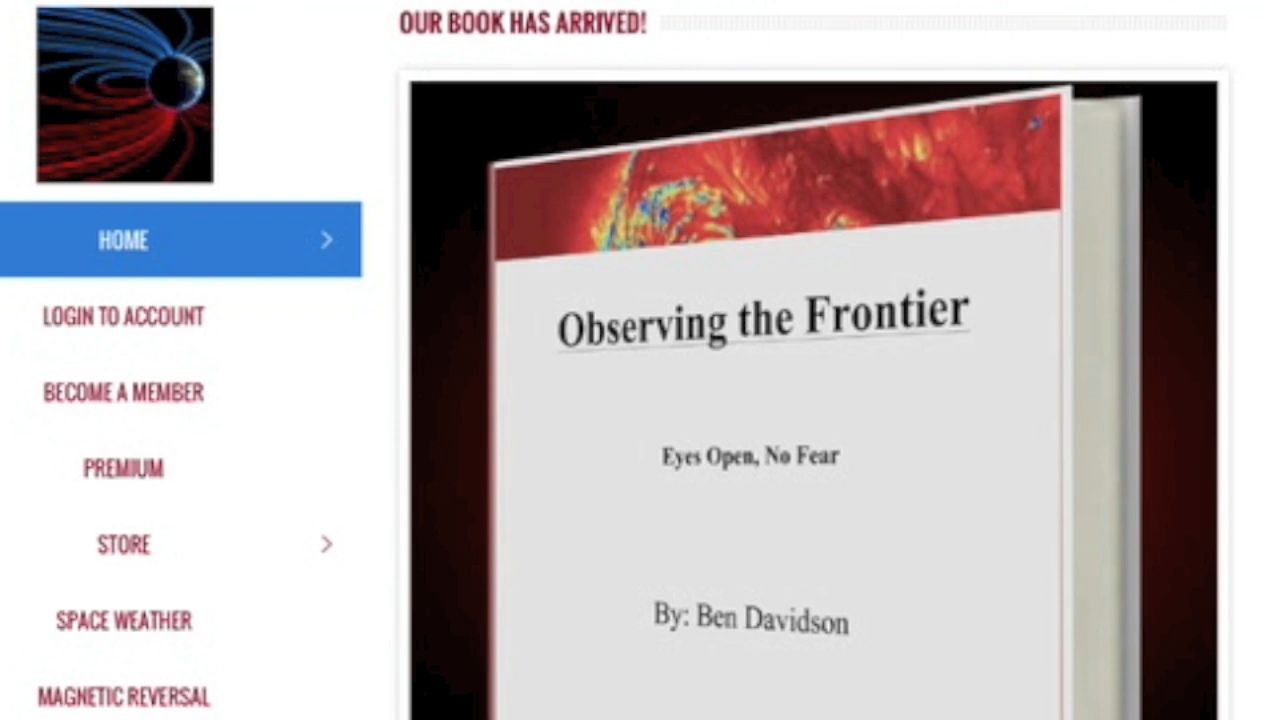 OUR BOOK HAS ARRIVED!
HOME
LOGIN TO ACCOUNT
BECOME A MEMBER
PREMIUM
STORE
SPACE WEATHER
MAGNETIC REVERSAL
Observing the Frontier
Eyes Open, No Fear
By: Ben Davidson